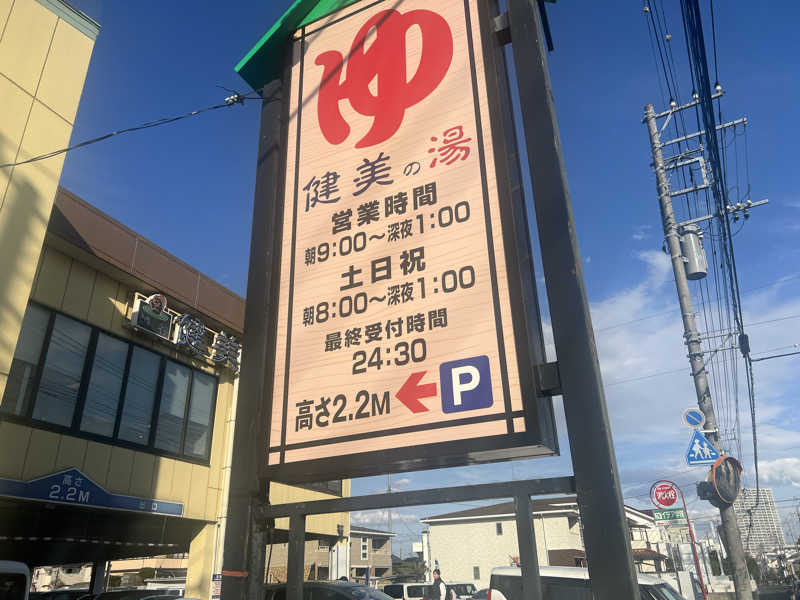 ゆ
健美の湯
営業時間
朝9:00～深夜1:00
土日祝
朝8:00～深夜1:00
最終受付時間
24:30
高さ2.2M
P
健美
高さ
2.2M
出口